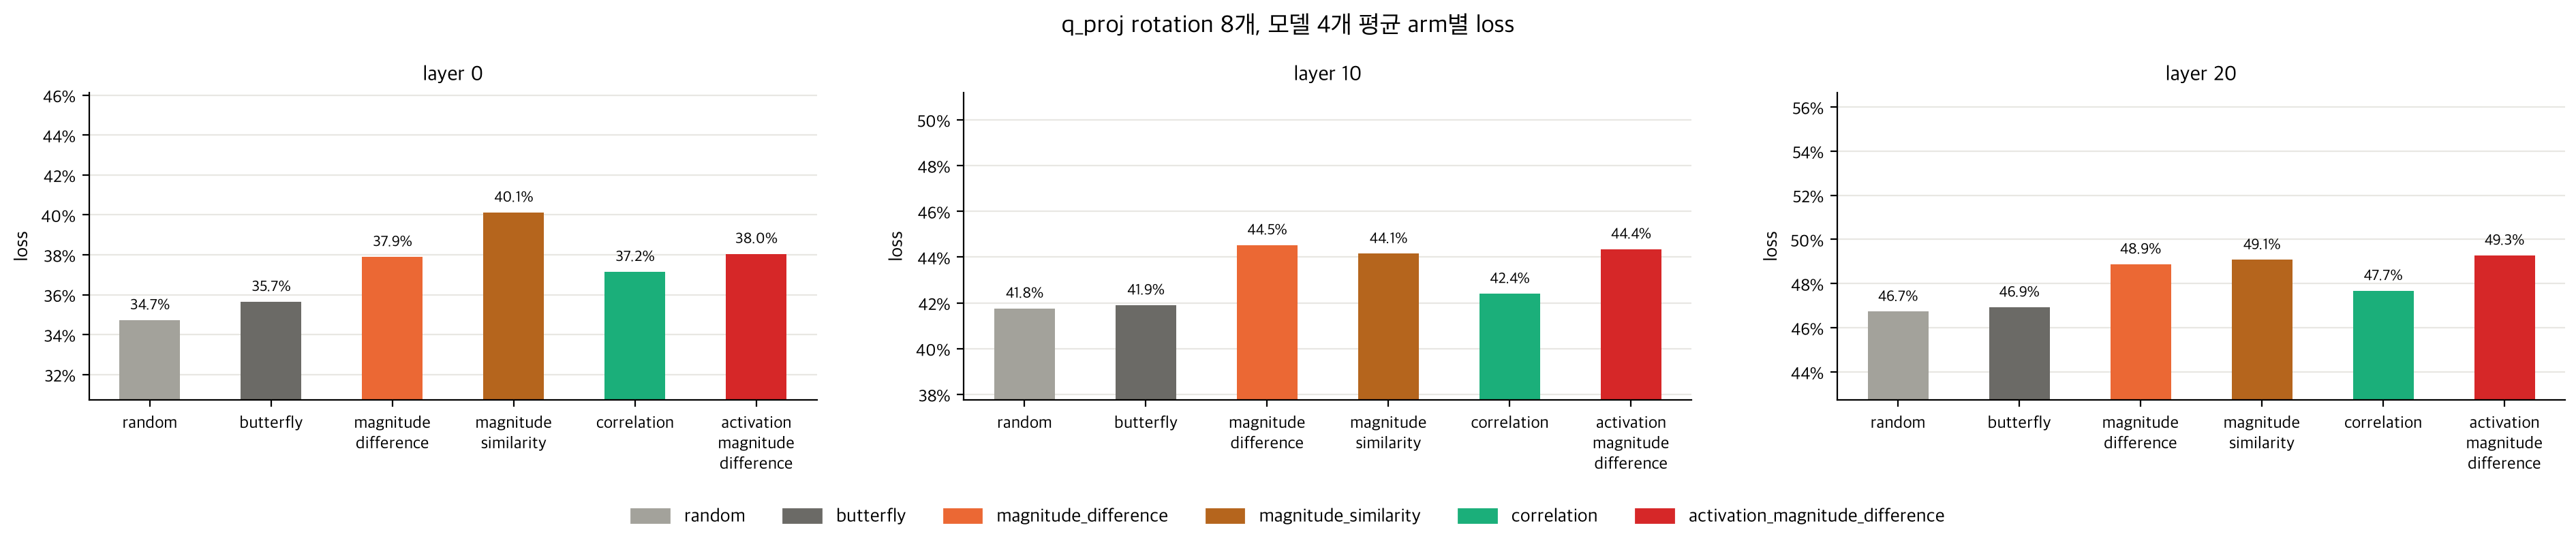 q_proj rotation 8개, 모델 4개 평균 arm별 loss
layer 0
46%
44%
42%
40%
38%
36%
34%
32%
loss
34.7%
35.7%
37.9%
40.1%
37.2%
38.0%
random
butterfly
magnitude
difference
magnitude
similarity
correlation
activation
magnitude
difference
layer 10
50%
48%
46%
44%
42%
40%
38%
loss
41.8%
41.9%
44.5%
44.1%
42.4%
44.4%
random
butterfly
magnitude
difference
magnitude
similarity
correlation
activation
magnitude
difference
layer 20
56%
54%
52%
50%
48%
46%
44%
loss
46.7%
46.9%
48.9%
49.1%
47.7%
49.3%
random
butterfly
magnitude
difference
magnitude
similarity
correlation
activation
magnitude
difference
random
butterfly
magnitude_difference
magnitude_similarity
correlation
activation_magnitude_difference